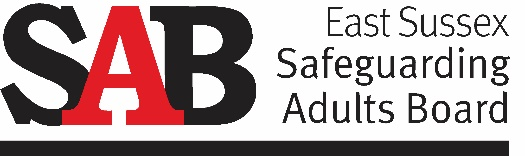 SAB
East Sussex
Safeguarding
Adults Board